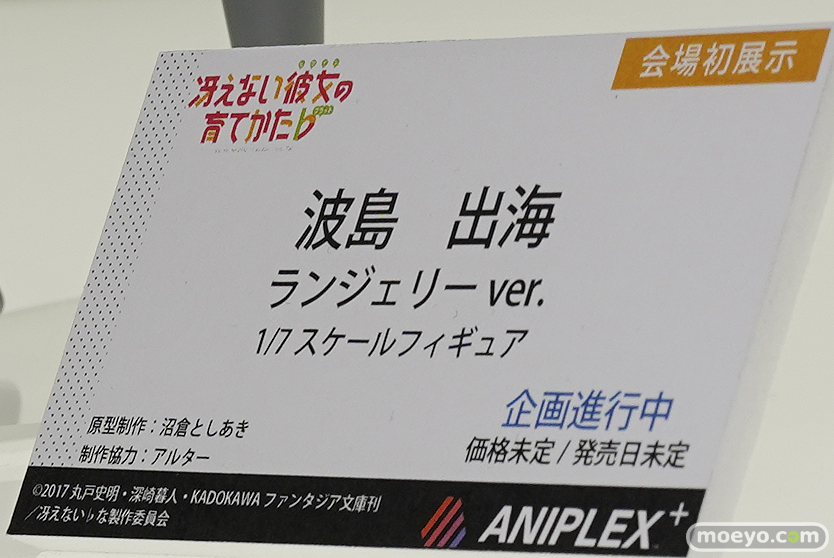 会場初展示
冴えない彼女の
育てかた♭
波島 出海
ランジェリー ver.
1/7 スケールフィギュア
企画進行中
価格未定 / 発売日未定
原型制作：沼倉としあき
制作協力：アルター
©2017 丸戸史明・深崎暮人・KADOKAWA ファンタジア文庫刊
／冴えない♭な製作委員会
ANIPLEX+
moeyo.com